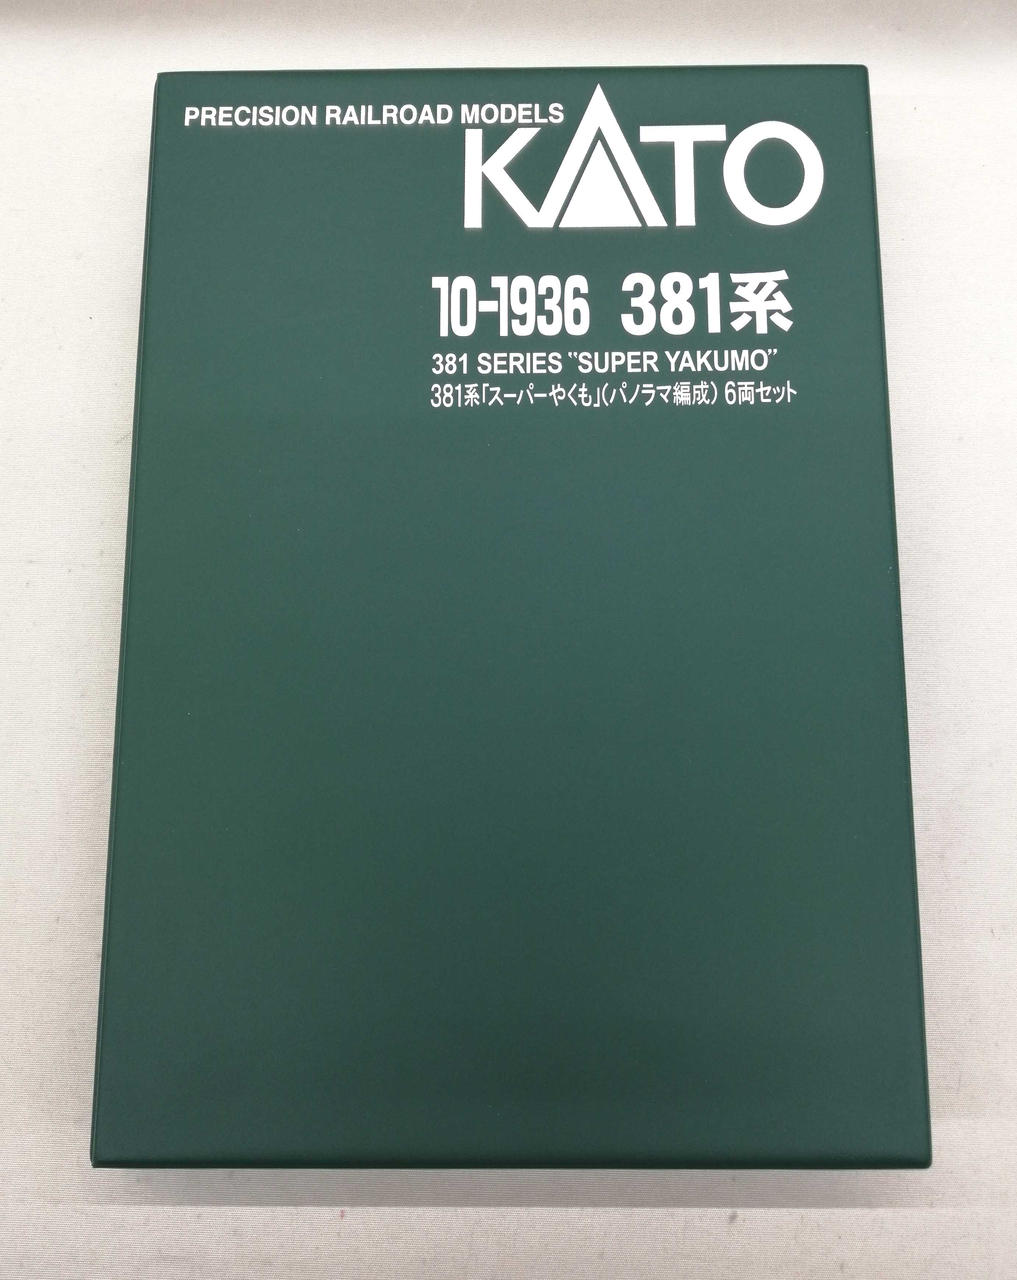 PRECISION RAILROAD MODELS
KATO
10-1936 381系
381 SERIES "SUPER YAKUMO"
381系「スーパーやくも」(パノラマ編成) 6両セット